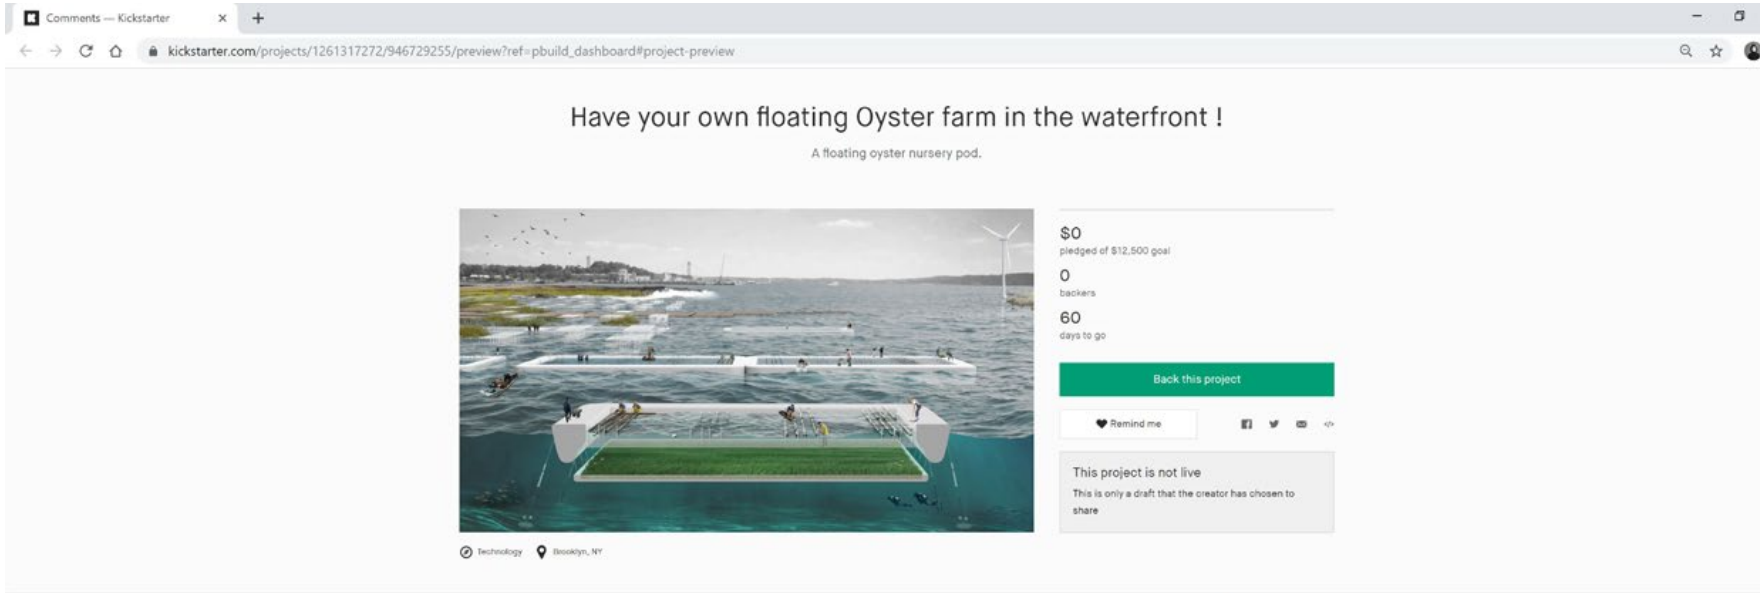 Comments — Kickstarter
kickstarter.com/projects/1261317272/946729255/preview?ref=pbuild_dashboard#project-preview
Have your own floating Oyster farm in the waterfront !
A floating oyster nursery pod.
$0
pledged of $12,500 goal
0
backers
60
days to go
Back this project
Remind me
This project is not live
This is only a draft that the creator has chosen to
share
Technology Brooklyn, NY